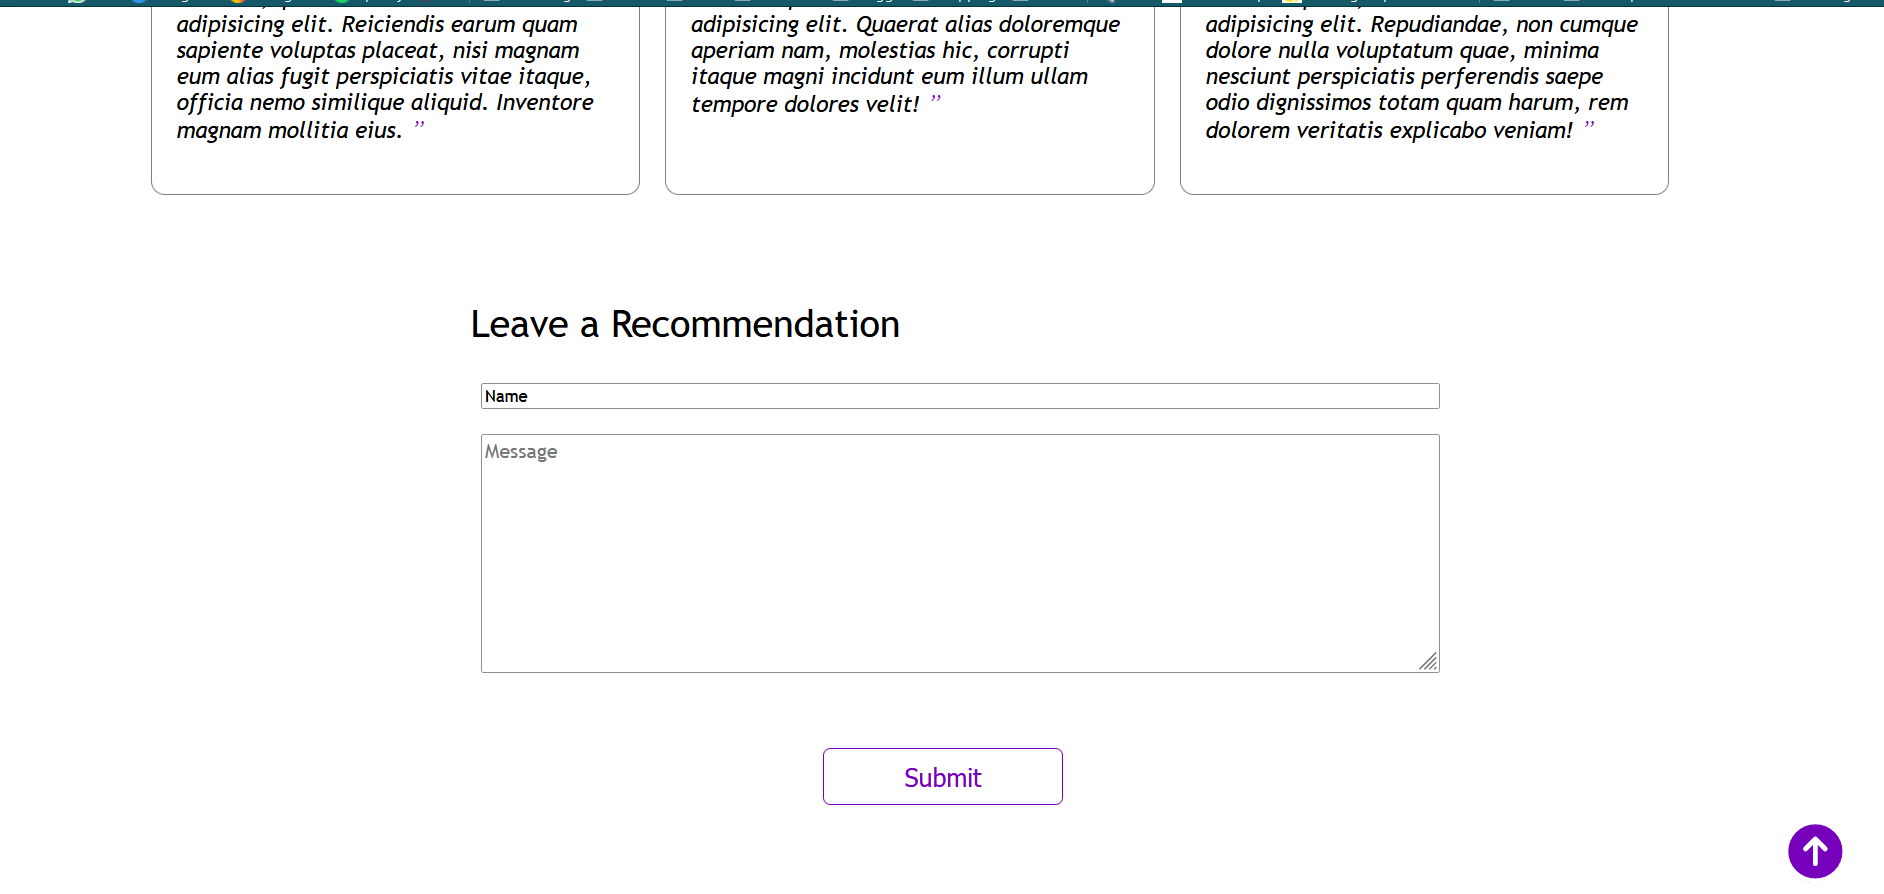 adipisicing elit. Reiciendis earum quam
sapiente voluptas placeat, nisi magnam
eum alias fugit perspiciatis vitae itaque,
officia nemo similique aliquid. Inventore
magnam mollitia eius. ”
adipisicing elit. Quaerat alias doloremque
aperiam nam, molestias hic, corrupti
itaque magni incidunt eum illum ullam
tempore dolores velit! ”
adipisicing elit. Repudiandae, non cumque
dolore nulla voluptatum quae, minima
nesciunt perspiciatis perferendis saepe
odio dignissimos totam quam harum, rem
dolorem veritatis explicabo veniam! ”
Leave a Recommendation
Name
Message
Submit